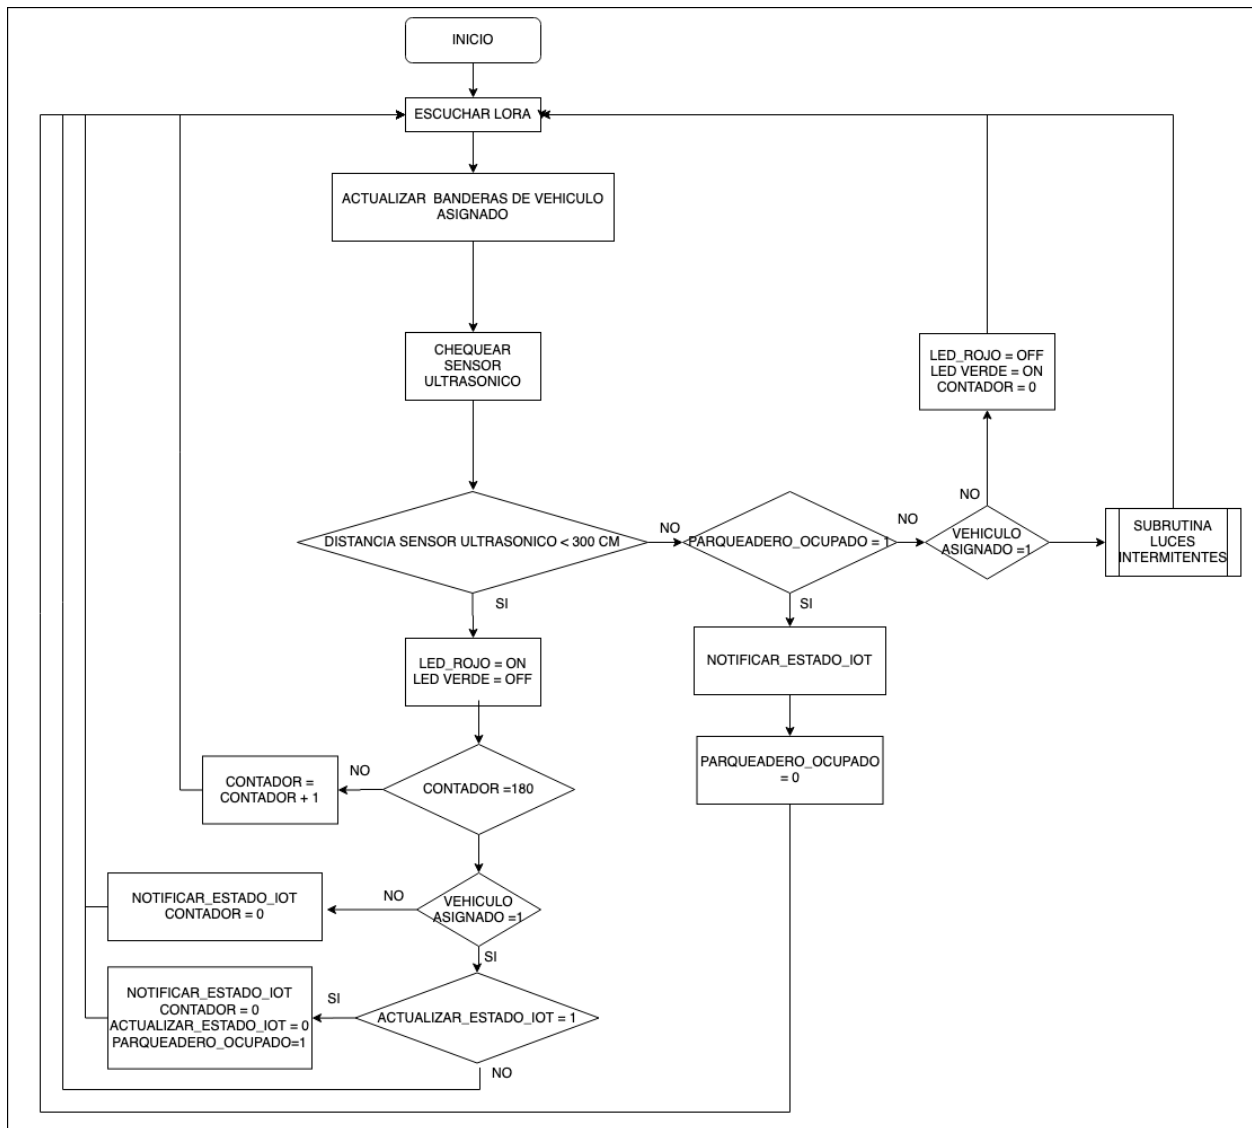 INICIO
ESCUCHAR LORA
ACTUALIZAR BANDERAS DE VEHICULO
ASIGNADO
CHEQUEAR
SENSOR
ULTRASONICO
LED_ROJO = OFF
LED VERDE = ON
CONTADOR = 0
NO
DISTANCIA SENSOR ULTRASONICO < 300 CM
NO
PARQUEADERO_OCUPADO = 1
NO
VEHICULO
ASIGNADO =1
SUBRUTINA
LUCES
INTERMITENTES
SI
SI
LED_ROJO = ON
LED VERDE = OFF
NOTIFICAR_ESTADO_IOT
PARQUEADERO_OCUPADO
= 0
CONTADOR =
CONTADOR + 1
NO
CONTADOR =180
NOTIFICAR_ESTADO_IOT
CONTADOR = 0
NO
VEHICULO
ASIGNADO =1
SI
NOTIFICAR_ESTADO_IOT
CONTADOR = 0
ACTUALIZAR_ESTADO_IOT = 0
PARQUEADERO_OCUPADO=1
SI
ACTUALIZAR_ESTADO_IOT = 1
NO